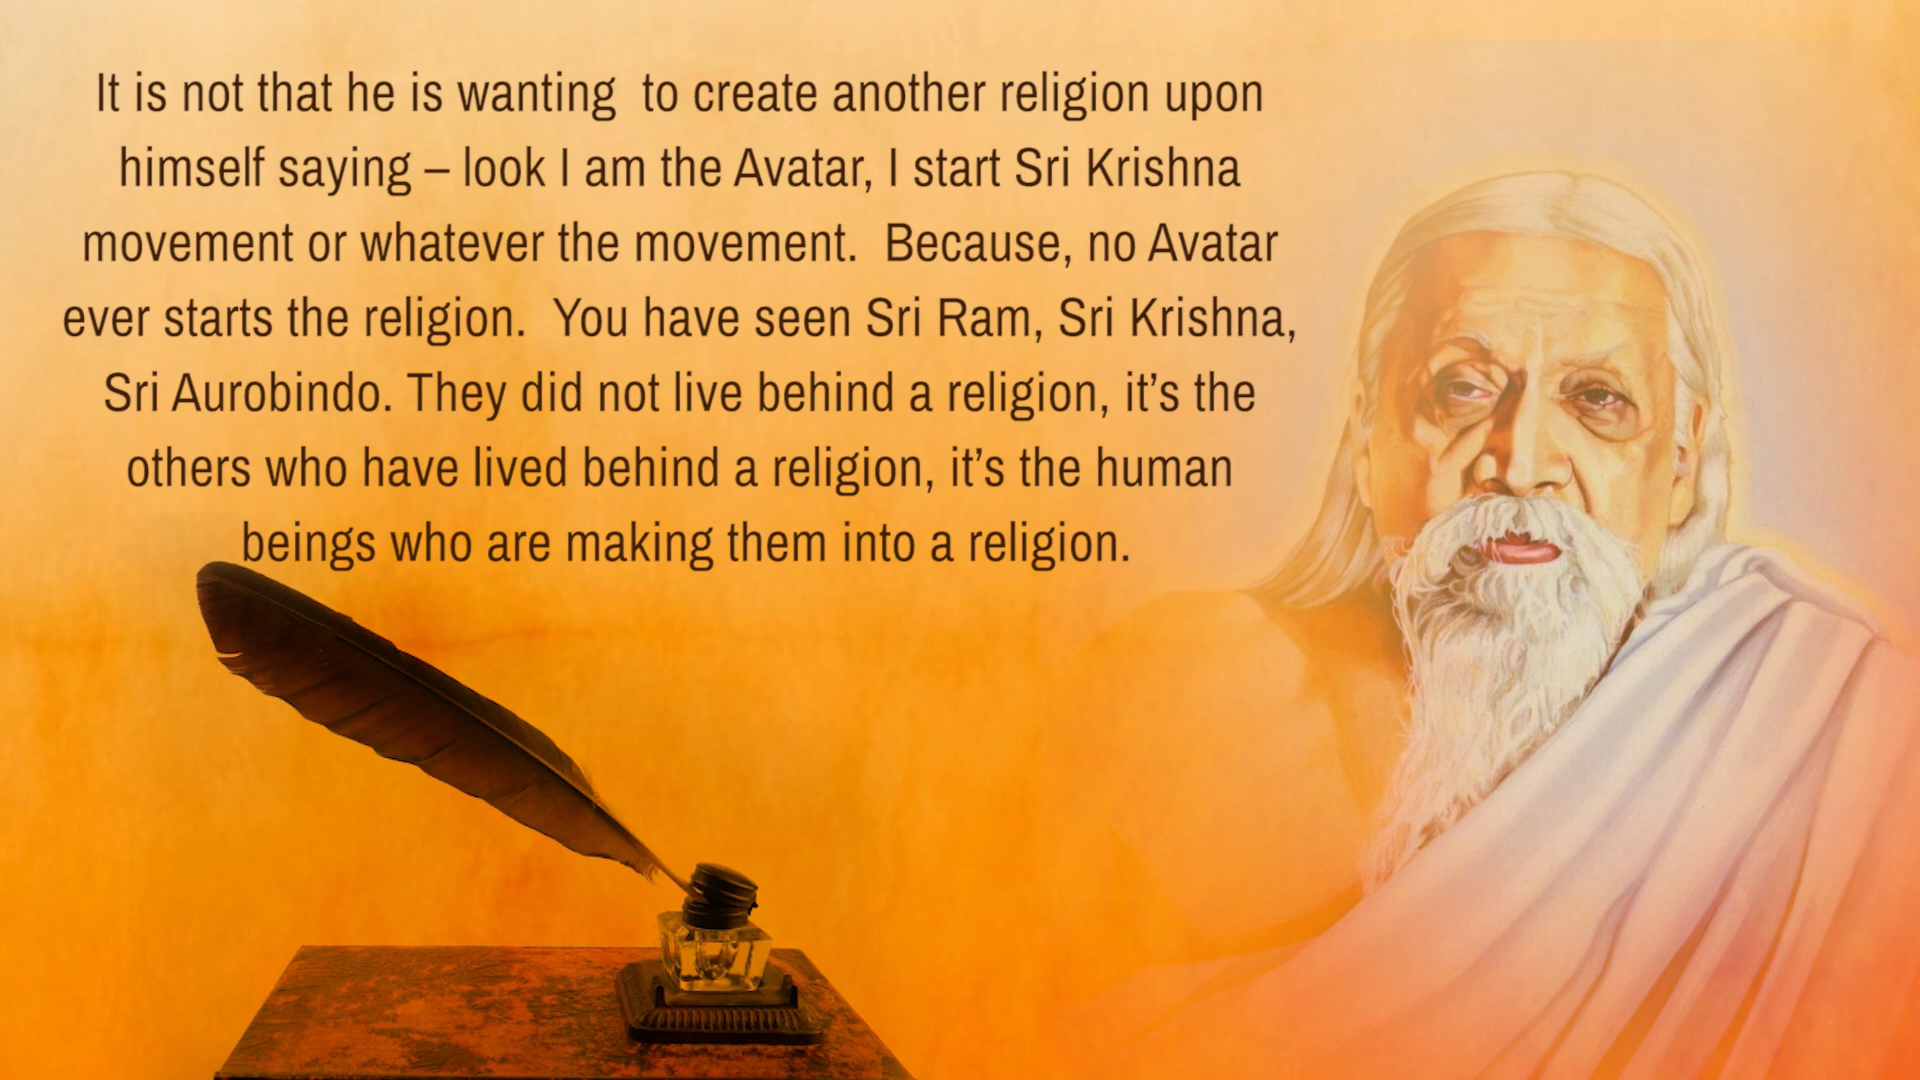 It is not that he is wanting  to create another religion upon
himself saying – look I am the Avatar, I start Sri Krishna
movement or whatever the movement.  Because, no Avatar
ever starts the religion.  You have seen Sri Ram, Sri Krishna,
Sri Aurobindo. They did not live behind a religion, it’s the
others who have lived behind a religion, it’s the human
beings who are making them into a religion.